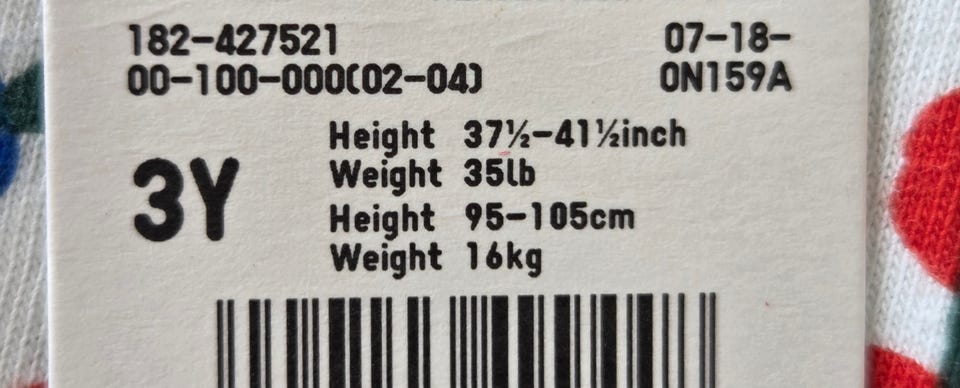 182-427521 07-18-
00-100-000(02-04) 0N159A
3Y
Height 37½-41½inch
Weight 35lb
Height 95-105cm
Weight 16kg